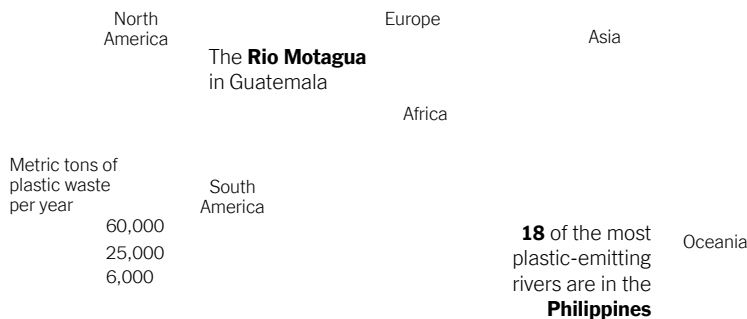 North
America
Europe
Asia
The Rio Motagua
in Guatemala
Africa
Metric tons of
plastic waste
per year
60,000
25,000
6,000
South
America
18 of the most
plastic-emitting
rivers are in the
Philippines
Oceania